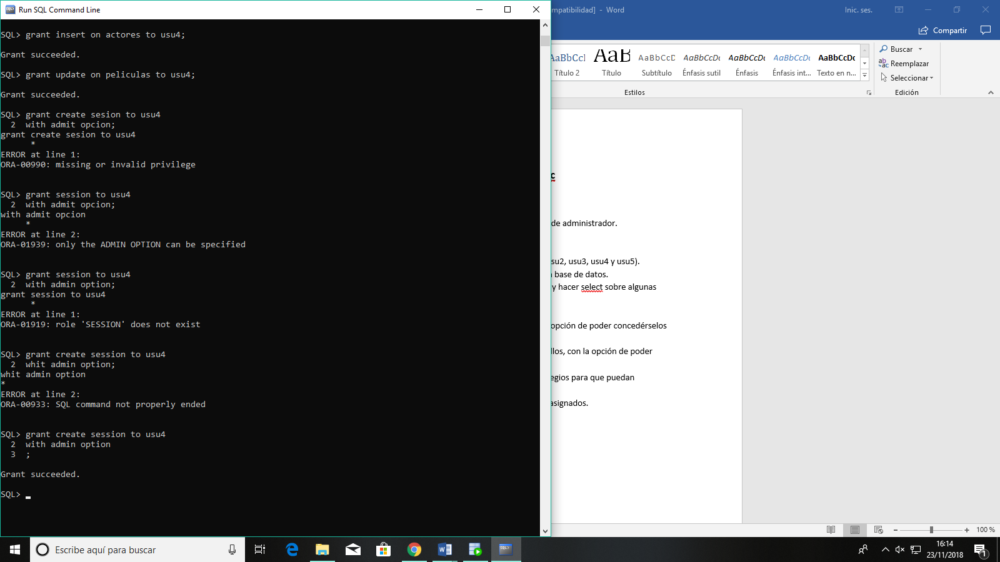 Run SQL Command Line
SQL> grant insert on actores to usu4;
Grant succeeded.
SQL> grant update on peliculas to usu4;
Grant succeeded.
SQL> grant create sesion to usu4
2 with admit opcion;
grant create sesion to usu4
*
ERROR at line 1:
ORA-00990: missing or invalid privilege
SQL> grant session to usu4
2 with admit opcion;
with admit opcion
*
ERROR at line 2:
ORA-01939: only the ADMIN OPTION can be specified
SQL> grant session to usu4
2 with admin option;
grant session to usu4
*
ERROR at line 1:
ORA-01919: role 'SESSION' does not exist
SQL> grant create session to usu4
2 whit admin option;
whit admin option
*
ERROR at line 2:
ORA-00933: SQL command not properly ended
SQL> grant create session to usu4
2 with admin option
3 ;
Grant succeeded.
SQL>
mpatibilidad] - Word
Inic. ses.
Compartir
AaBbCcI AaB AaBbCcD AaBbCcDc AaBbCcDc AaBbCcDc AaBbCcDc
Título 2 Título Subtítulo Énfasis sutil Énfasis Énfasis int... Texto en n...
Estilos
Buscar
Reemplazar
Seleccionar
Edición
c
de administrador.
su2, usu3, usu4 y usu5).
base de datos.
y hacer select sobre algunas
opción de poder concedérselos
llos, con la opción de poder
egios para que puedan
asignados.
100 %
Escribe aquí para buscar
16:14
23/11/2018
1